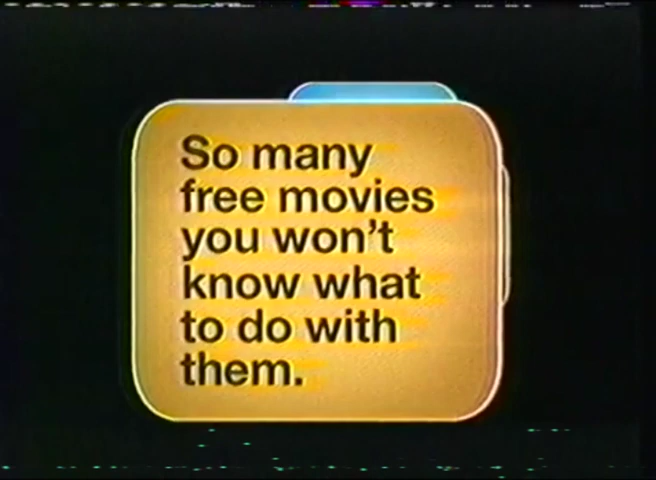 So many
free movies
you won't
know what
to do with
them.